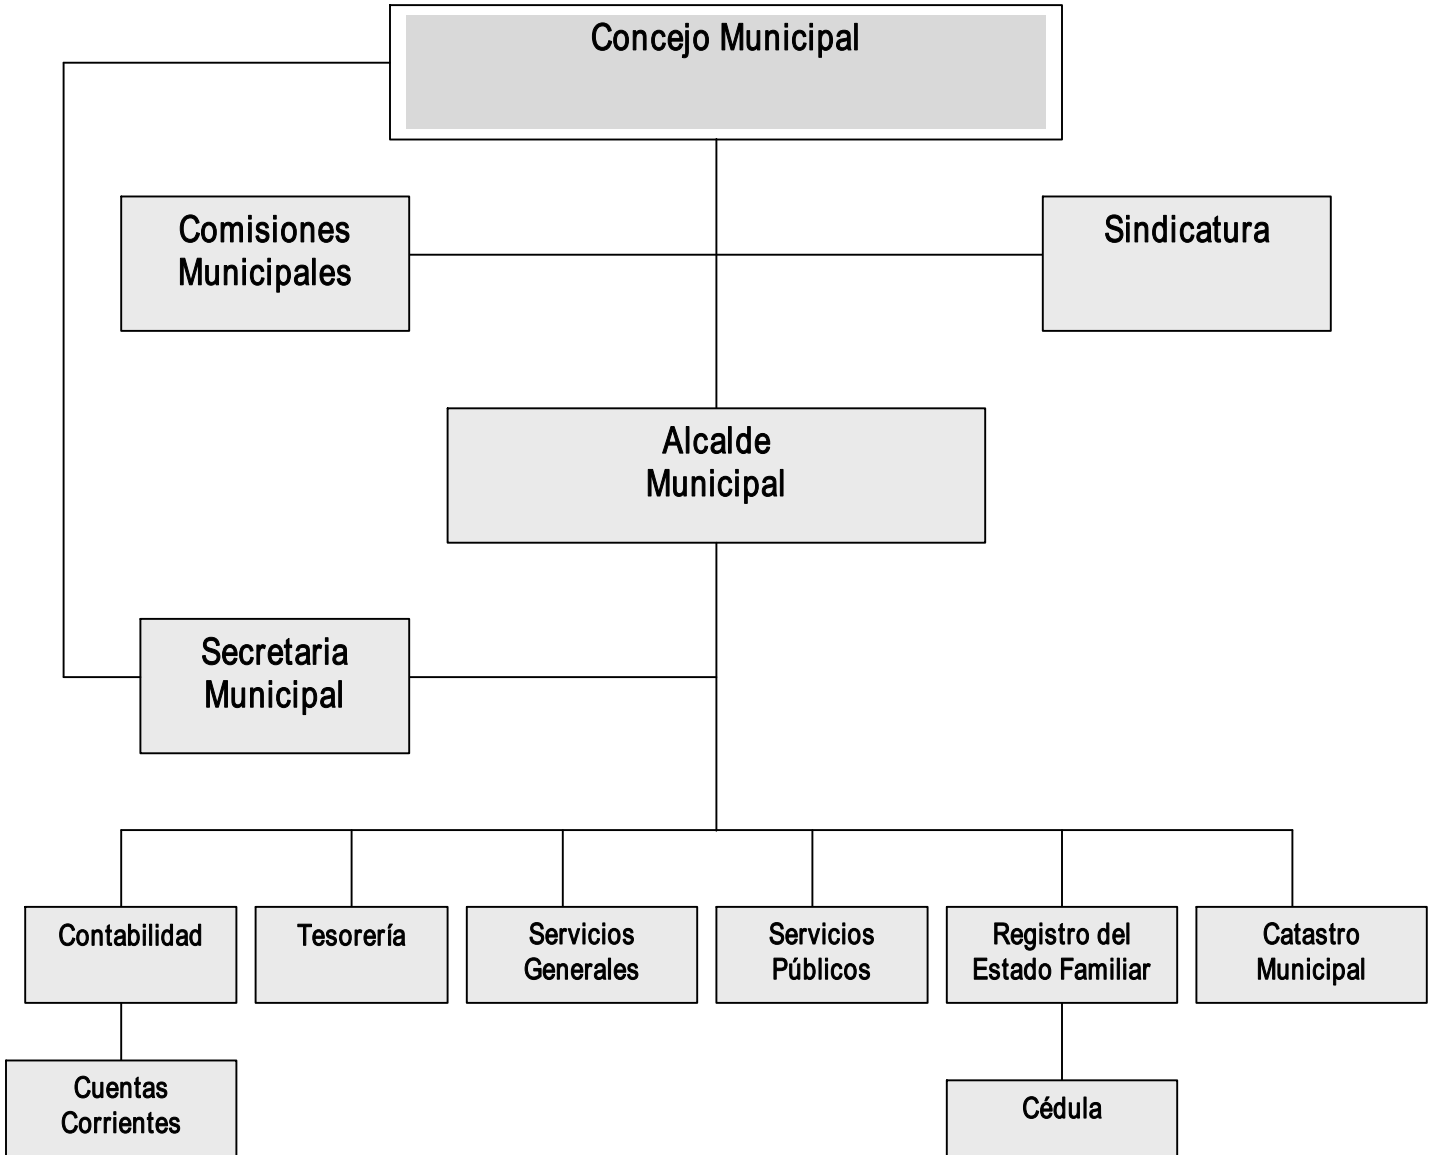 Concejo Municipal
Comisiones
Municipales
Sindicatura
Alcalde
Municipal
Secretaria
Municipal
Contabilidad
Tesorería
Servicios
Generales
Servicios
Públicos
Registro del
Estado Familiar
Catastro
Municipal
Cuentas
Corrientes
Cédula